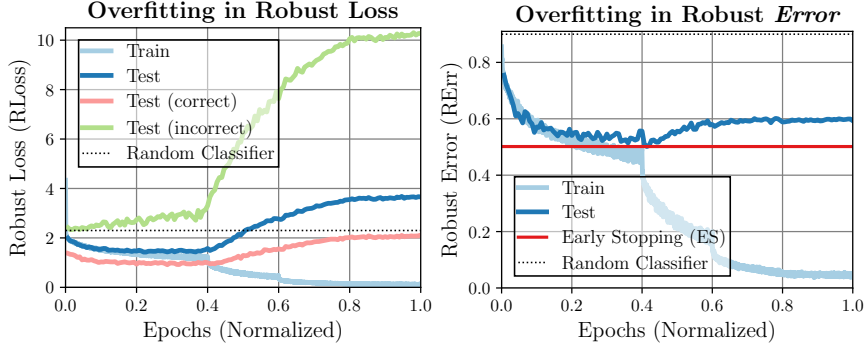 Overfitting in Robust Loss
Robust Loss (RLoss)
10
8
6
4
2
0
Train
Test
Test (correct)
Test (incorrect)
Random Classifier
0.0 0.2 0.4 0.6 0.8 1.0
Epochs (Normalized)
Overfitting in Robust Error
Robust Error (RErr)
0.8
0.6
0.4
0.2
0.0
Train
Test
Early Stopping (ES)
Random Classifier
0.0 0.2 0.4 0.6 0.8 1.0
Epochs (Normalized)